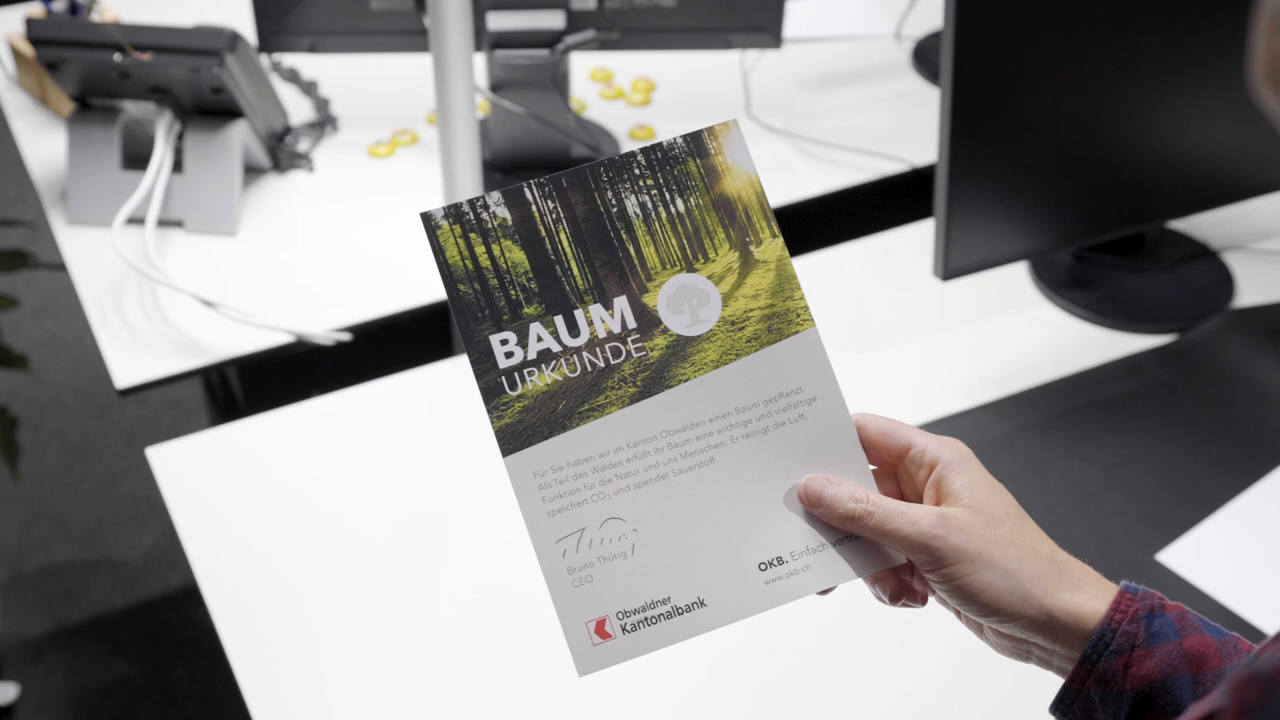 BAUM
URKUNDE
Für Sie haben wir im Kanton Obwalden einen Baum gepflanzt.
Als Teil des Waldes erfüllt Ihr Baum eine wichtige und vielfältige
Funktion für die Natur und uns Menschen: Er reinigt die Luft,
speichert CO₂ und spendet Sauerstoff.
Bruno Thürig
CEO
OKB. Einfach
www.okb.ch
Obwaldner
Kantonalbank